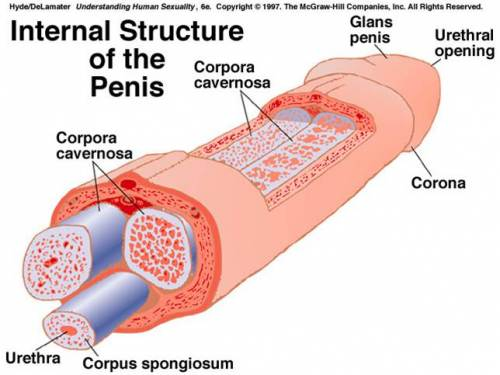 Hyde/DeLamater Understanding Human Sexuality, 6e. Copyright © 1997. The McGraw-Hill Companies, Inc. All Rights Reserved.
Internal Structure
of the
Penis
Glans
penis
Urethral
opening
Corpora
cavernosa
Corpora
cavernosa
Corona
Urethra
Corpus spongiosum